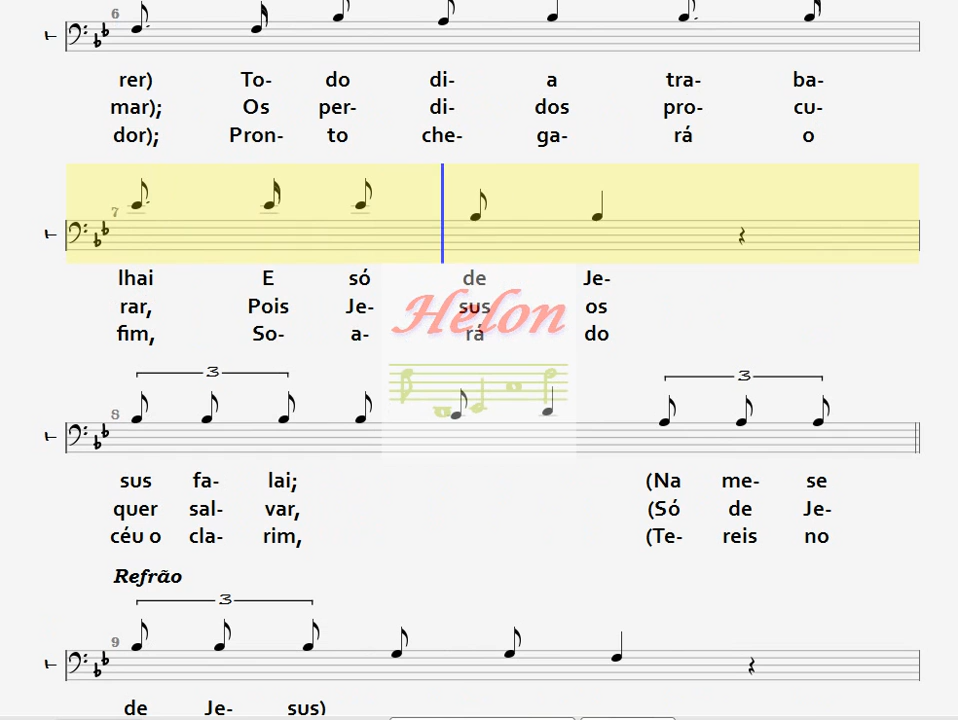 6
rer) To- do di- a tra- ba-
mar); Os per- di- dos pro- cu-
dor); Pron- to che- ga- rá o
7
lhai E só de Je-
rar, Pois Je- sus os
fim, So- a- rá do
Helon
3 3
8
sus fa- lai; (Na me- se
quer sal- var, (Só de Je-
céu o cla- rim, (Te- reis no
Refrão
3
9
de Je- sus)